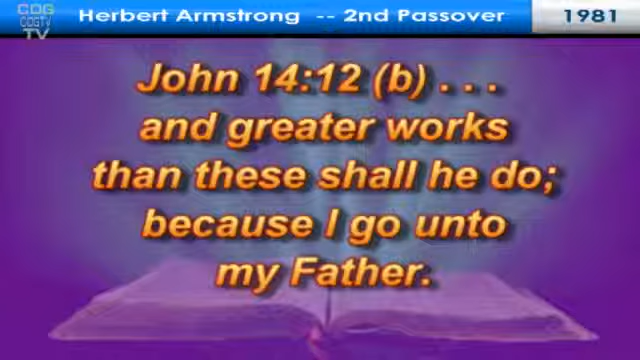 CDG
CDGTV
TV
Herbert Armstrong -- 2nd Passover
1981
John 14:12 (b) . . .
and greater works
than these shall he do;
because I go unto
my Father.